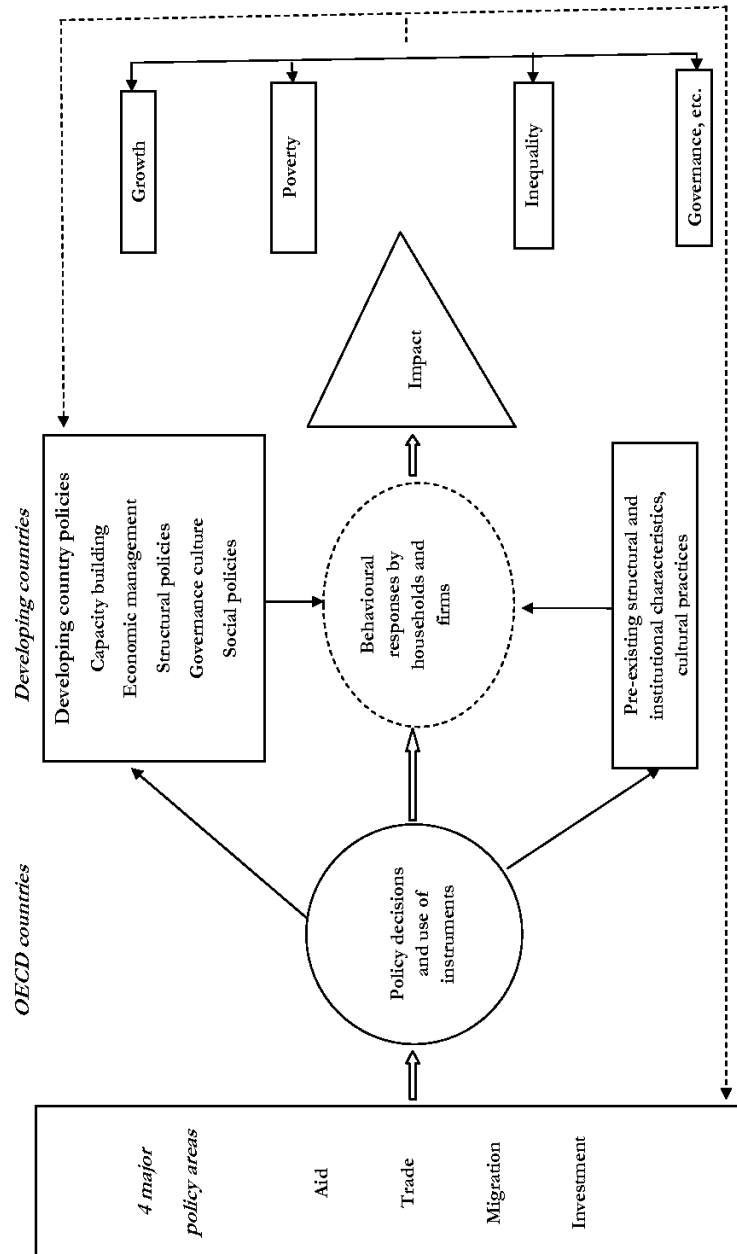 OECD countries
Developing countries
4 major
policy areas
Aid
Trade
Migration
Investment
Policy decisions
and use of
instruments
Developing country policies
Capacity building
Economic management
Structural policies
Governance culture
Social policies
Behavioural
responses by
households and
firms
Pre-existing structural and
institutional characteristics,
cultural practices
Impact
Growth
Poverty
Inequality
Governance, etc.